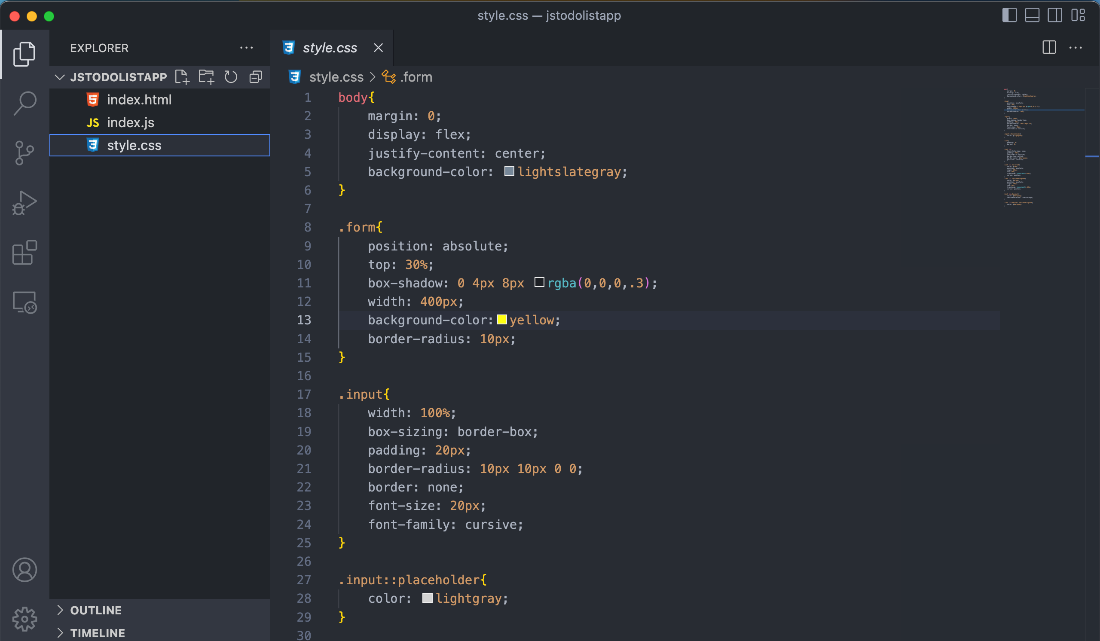 style.css — jstodolistapp
EXPLORER
JSTODOLISTAPP
index.html
JS index.js
style.css
OUTLINE
TIMELINE
style.css
style.css > .form
1 body{
2 margin: 0;
3 display: flex;
4 justify-content: center;
5 background-color: lightslategray;
6 }
7
8 .form{
9 position: absolute;
10 top: 30%;
11 box-shadow: 0 4px 8px rgba(0,0,0,.3);
12 width: 400px;
13 background-color: yellow;
14 border-radius: 10px;
15 }
16
17 .input{
18 width: 100%;
19 box-sizing: border-box;
20 padding: 20px;
21 border-radius: 10px 10px 0 0;
22 border: none;
23 font-size: 20px;
24 font-family: cursive;
25 }
26
27 .input::placeholder{
28 color: lightgray;
29 }
30